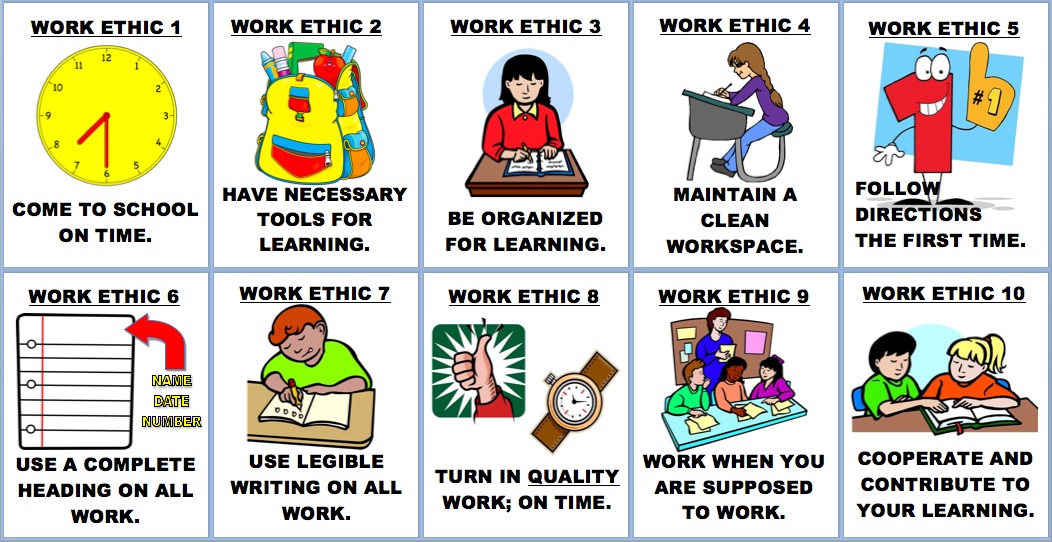 WORK ETHIC 1
12
1
2
3
4
5
6
7
8
9
10
11
COME TO SCHOOL
ON TIME.
WORK ETHIC 2
HAVE NECESSARY
TOOLS FOR
LEARNING.
WORK ETHIC 3
BE ORGANIZED
FOR LEARNING.
WORK ETHIC 4
MAINTAIN A
CLEAN
WORKSPACE.
WORK ETHIC 5
#1
FOLLOW
DIRECTIONS
THE FIRST TIME.
WORK ETHIC 6
NAME
DATE
NUMBER
USE A COMPLETE
HEADING ON ALL
WORK.
WORK ETHIC 7
USE LEGIBLE
WRITING ON ALL
WORK.
WORK ETHIC 8
TURN IN QUALITY
WORK; ON TIME.
WORK ETHIC 9
WORK WHEN YOU
ARE SUPPOSED
TO WORK.
WORK ETHIC 10
COOPERATE AND
CONTRIBUTE TO
YOUR LEARNING.